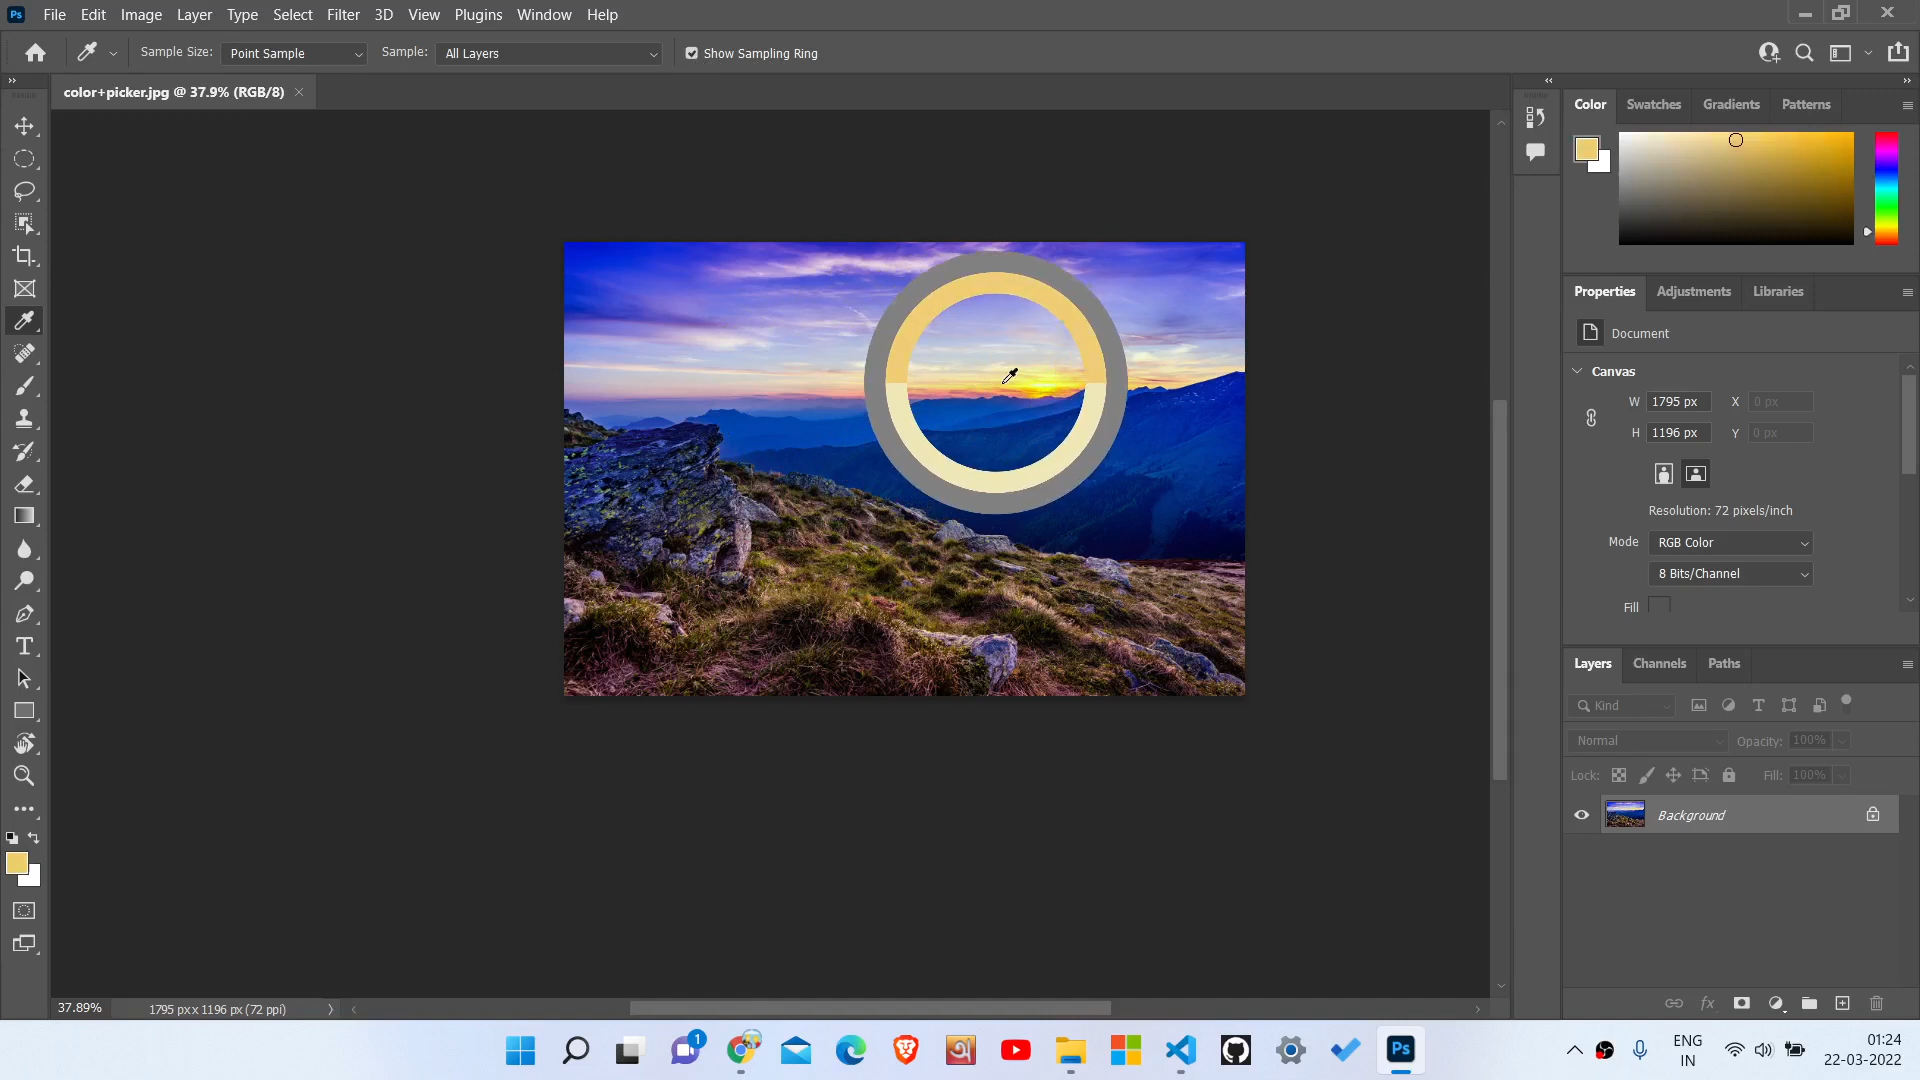 Ps File Edit Image Layer Type Select Filter 3D View Plugins Window Help
Sample Size: Point Sample Sample: All Layers Show Sampling Ring
color+picker.jpg @ 37.9% (RGB/8)
Color Swatches Gradients Patterns
Properties Adjustments Libraries
Document
Canvas
W 1795 px X 0 px
H 1196 px Y 0 px
Resolution: 72 pixels/inch
Mode RGB Color
8 Bits/Channel
Fill
Layers Channels Paths
Kind
Normal Opacity: 100%
Lock: Fill: 100%
Background
37.89% 1795 px x 1196 px (72 ppi)
1 অ Ps
ENG
IN
01:24
22-03-2022